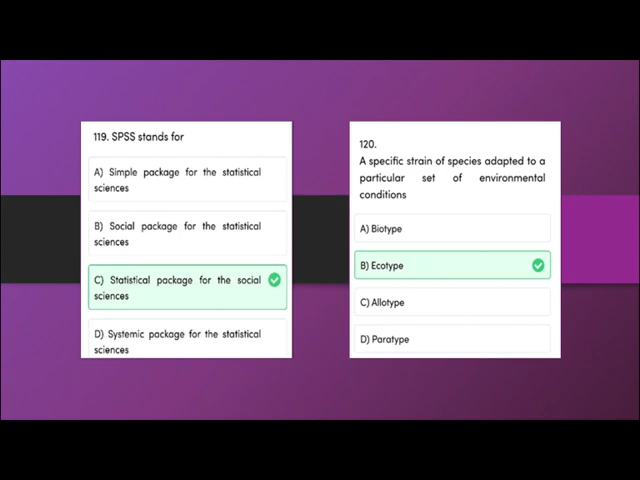 119. SPSS stands for
A) Simple package for the statistical
sciences
B) Social package for the statistical
sciences
C) Statistical package for the social
sciences
D) Systemic package for the statistical
sciences
120.
A specific strain of species adapted to a
particular set of environmental
conditions
A) Biotype
B) Ecotype
C) Allotype
D) Paratype